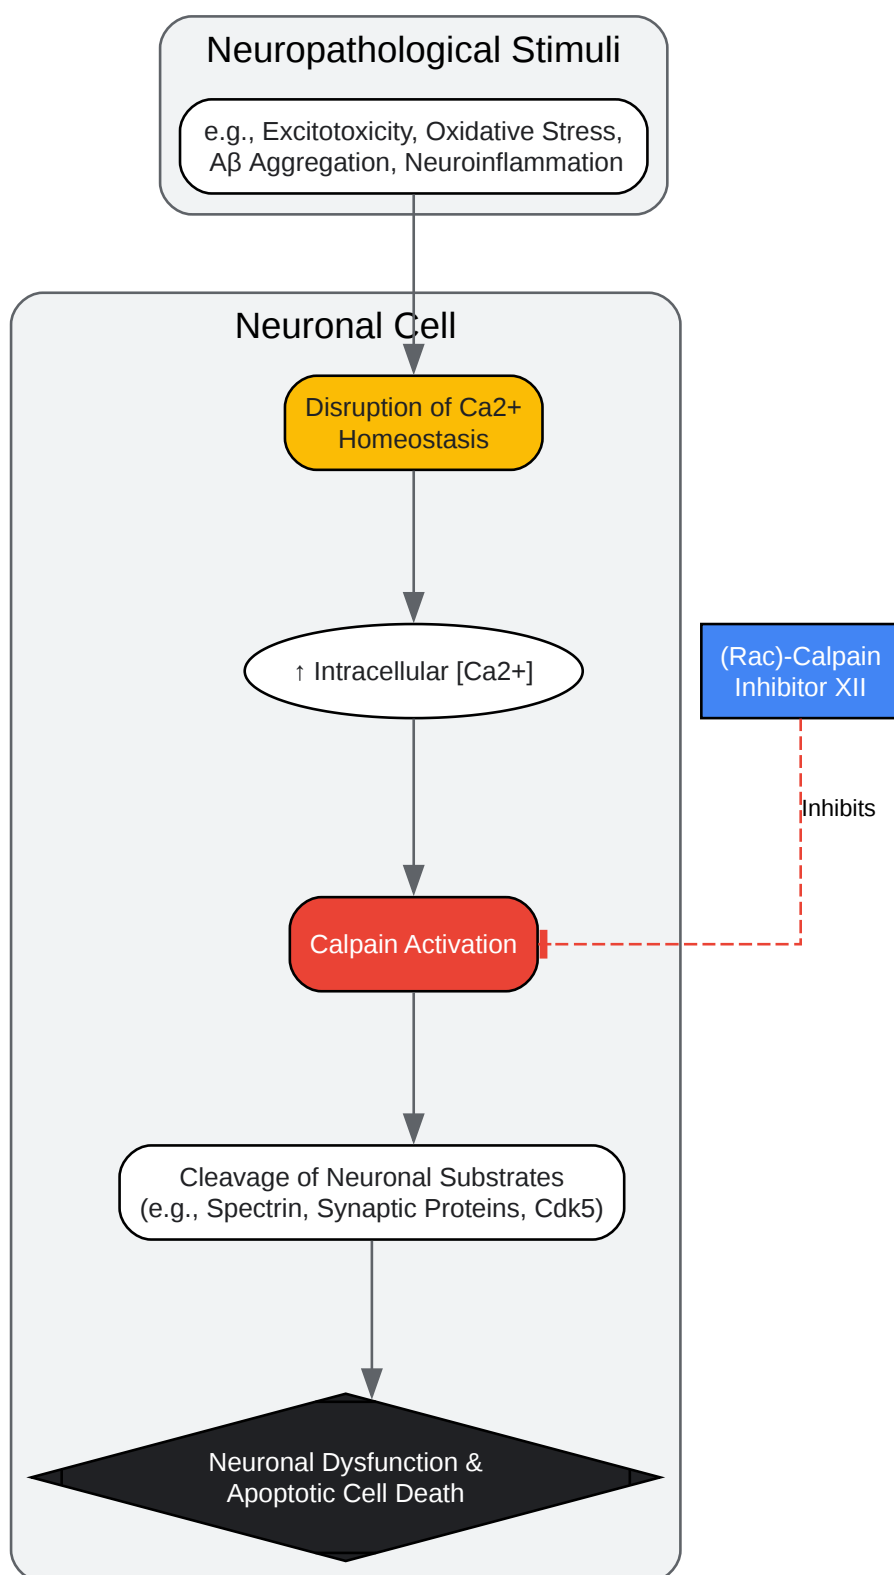 Neuropathological Stimuli
e.g., Excitotoxicity, Oxidative Stress,
Aβ Aggregation, Neuroinflammation
Neuronal Cell
Disruption of Ca2+
Homeostasis
↑ Intracellular [Ca2+]
(Rac)-Calpain
Inhibitor XII
Inhibits
Calpain Activation
Cleavage of Neuronal Substrates
(e.g., Spectrin, Synaptic Proteins, Cdk5)
Neuronal Dysfunction &
Apoptotic Cell Death